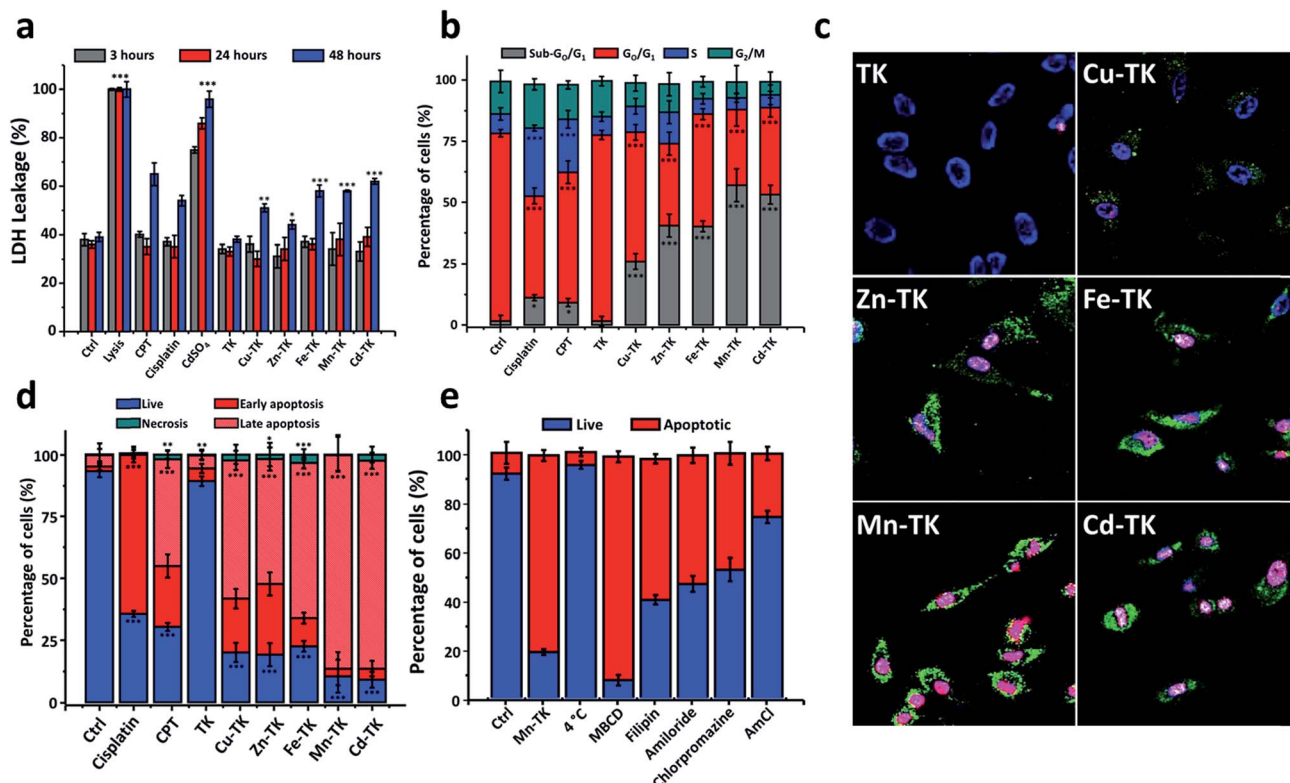 a
3 hours 24 hours 48 hours
LDH Leakage (%)
100
80
60
40
20
0
*** *** ** * *** *** ***
Ctrl Lysis CPT Cisplatin CdSO₄ TK Cu-TK Zn-TK Fe-TK Mn-TK Cd-TK
b
Sub-G₀/G₁ G₀/G₁ S G₂/M
Percentage of cells (%)
100
75
50
25
0
Ctrl Cisplatin CPT TK Cu-TK Zn-TK Fe-TK Mn-TK Cd-TK
c
TK Cu-TK
Zn-TK Fe-TK
Mn-TK Cd-TK
d
Live Early apoptosis
Necrosis Late apoptosis
Percentage of cells (%)
100
75
50
25
0
Ctrl Cisplatin CPT TK Cu-TK Zn-TK Fe-TK Mn-TK Cd-TK
e
Live Apoptotic
Percentage of cells (%)
100
80
60
40
20
0
Ctrl Mn-TK 4 °C MBCD Filipin Amiloride Chlorpromazine AmCl